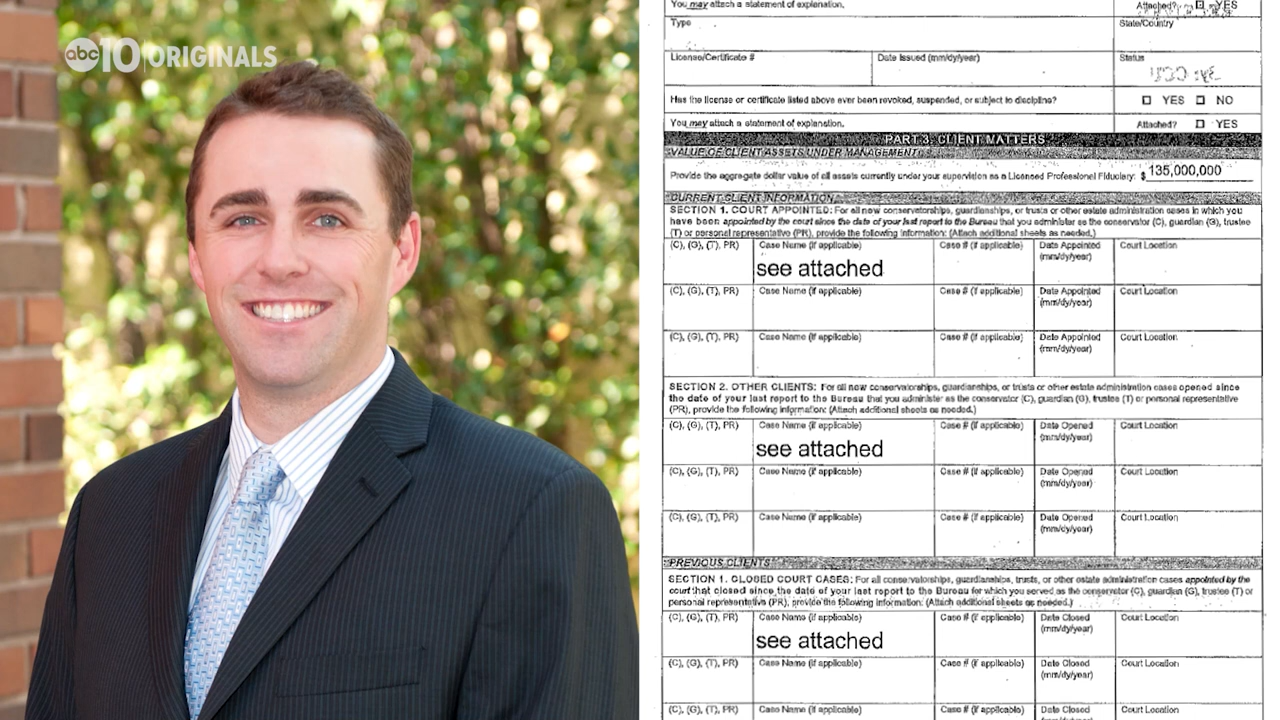 abc10 ORIGINALS
You may attach a statement of explanation. Attached? YES
Type State/Country
License/Certificate # Date Issued (mm/dy/year) Status
Has the license or certificate listed above ever been revoked, suspended, or subject to discipline? YES NO
You may attach a statement of explanation. Attached? YES
PART 3. CLIENT MATTERS
VALUE OF CLIENT ASSETS UNDER MANAGEMENT
Provide the aggregate dollar value of all assets currently under your supervision as a Licensed Professional Fiduciary: $ 135,000,000
CURRENT CLIENT INFORMATION
SECTION 1. COURT APPOINTED: For all new conservatorships, guardianships, or trusts or other estate administration cases in which you
have been appointed by the court since the date of your last report to the Bureau that you administer as the conservator (C), guardian (G), trustee
(T) or personal representative (PR), provide the following information: (Attach additional sheets as needed.)
(C), (G), (T), PR) Case Name (if applicable) Case # (if applicable) Date Appointed Court Location
(mm/dy/year)
see attached
(C), (G), (T), PR) Case Name (if applicable) Case # (if applicable) Date Appointed Court Location
(mm/dy/year)
(C), (G), (T), PR) Case Name (if applicable) Case # (if applicable) Date Appointed Court Location
(mm/dy/year)
SECTION 2. OTHER CLIENTS: For all new conservatorships, guardianships, or trusts or other estate administration cases opened since
the date of your last report to the Bureau that you administer as the conservator (C), guardian (G), trustee (T) or personal representative
(PR), provide the following information: (Attach additional sheets as needed.)
(C), (G), (T), PR) Case Name (if applicable) Case # (if applicable) Date Opened Court Location
(mm/dy/year)
see attached
(C), (G), (T), PR) Case Name (if applicable) Case # (if applicable) Date Opened Court Location
(mm/dy/year)
(C), (G), (T), PR) Case Name (if applicable) Case # (if applicable) Date Opened Court Location
(mm/dy/year)
PREVIOUS CLIENTS
SECTION 1. CLOSED COURT CASES: For all conservatorships, guardianships, trusts, or other estate administration cases appointed by the
court that closed since the date of your last report to the Bureau for which you served as the conservator (C), guardian (G), trustee (T) or
personal representative (PR), provide the following information: (Attach additional sheets as needed.)
(C), (G), (T), PR) Case Name (if applicable) Case # (if applicable) Date Closed Court Location
(mm/dy/year)
see attached
(C), (G), (T), PR) Case Name (if applicable) Case # (if applicable) Date Closed Court Location
(mm/dy/year)
(C), (G), (T), PR) Case Name (if applicable) Case # (if applicable) Date Closed Court Location
(mm/dy/year)